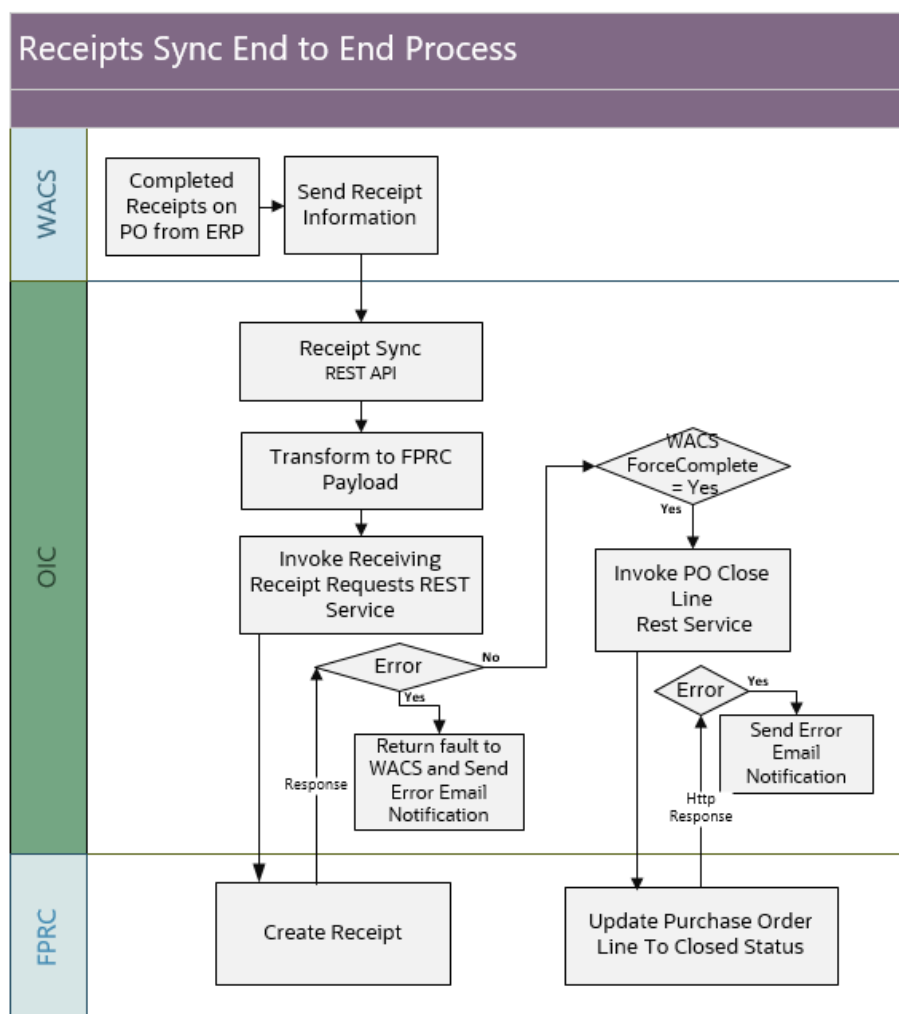 Receipts Sync End to End Process
WACS
Completed
Receipts on
PO from ERP
Send Receipt
Information
OIC
Receipt Sync
REST API
Transform to FPRC
Payload
Invoke Receiving
Receipt Requests REST
Service
Error
No
Yes
Return fault to
WACS and Send
Error Email
Notification
Response
WACS
ForceComplete
= Yes
Yes
Invoke PO Close
Line
Rest Service
Error
Yes
Send Error
Email
Notification
Http
Response
FPRC
Create Receipt
Update Purchase Order
Line To Closed Status